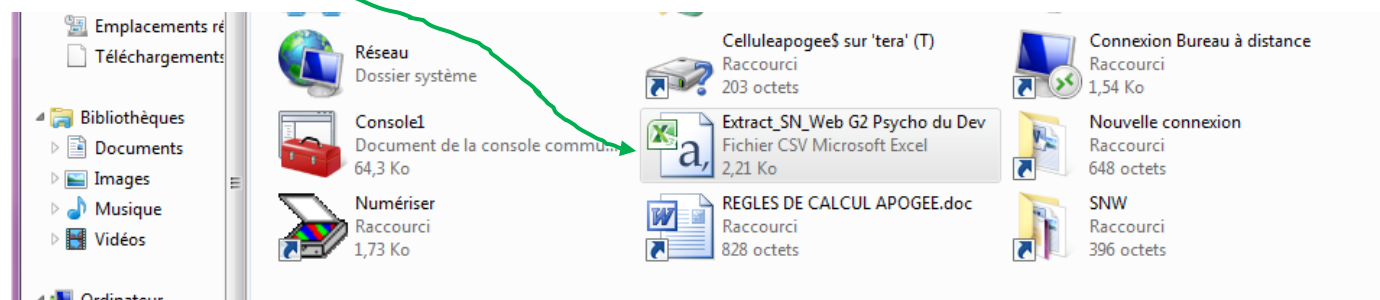 Emplacements ré
Téléchargements
Bibliothèques
Documents
Images
Musique
Vidéos
Ordinateur
Réseau
Dossier système
Console1
Document de la console commu...
64,3 Ko
Numériser
Raccourci
1,73 Ko
Celluleapogee$ sur 'tera' (T)
Raccourci
203 octets
Extract_SN_Web G2 Psycho du Dev
Fichier CSV Microsoft Excel
2,21 Ko
REGLES DE CALCUL APOGEE.doc
Raccourci
828 octets
Connexion Bureau à distance
Raccourci
1,54 Ko
Nouvelle connexion
Raccourci
648 octets
SNW
Raccourci
396 octets